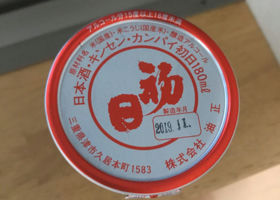 アルコール分15度以上16度未満
原材料名 米(国産)・米こうじ(国産米)・醸造アルコール
日本酒・キンセン・カンパイ初日180ml
初
日
製造年月
2019.11.
株式会社 油正
三重県津市久居本町1583